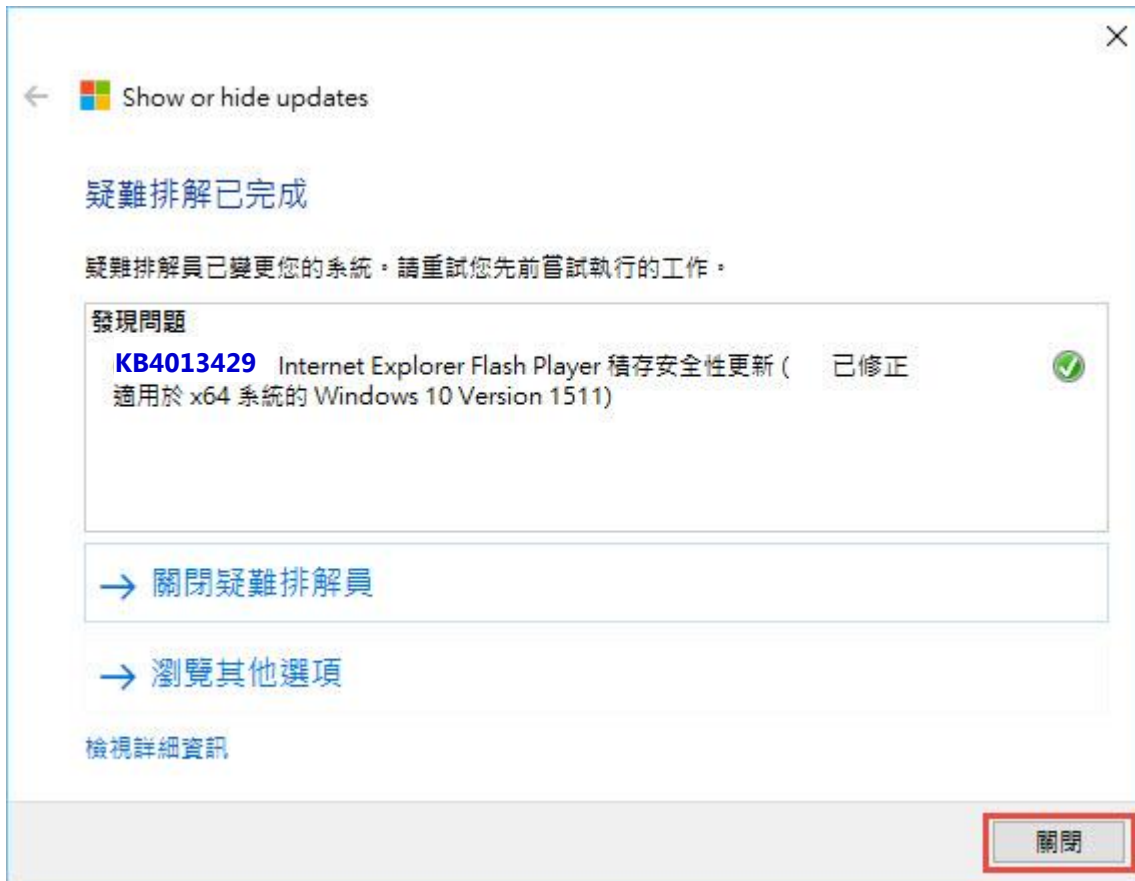 Show or hide updates
疑難排解已完成
疑難排解員已變更您的系統。請重試您先前嘗試執行的工作。
發現問題
KB4013429 Internet Explorer Flash Player 積存安全性更新 ( 已修正
適用於 x64 系統的 Windows 10 Version 1511)
→ 關閉疑難排解員
→ 瀏覽其他選項
檢視詳細資訊
關閉